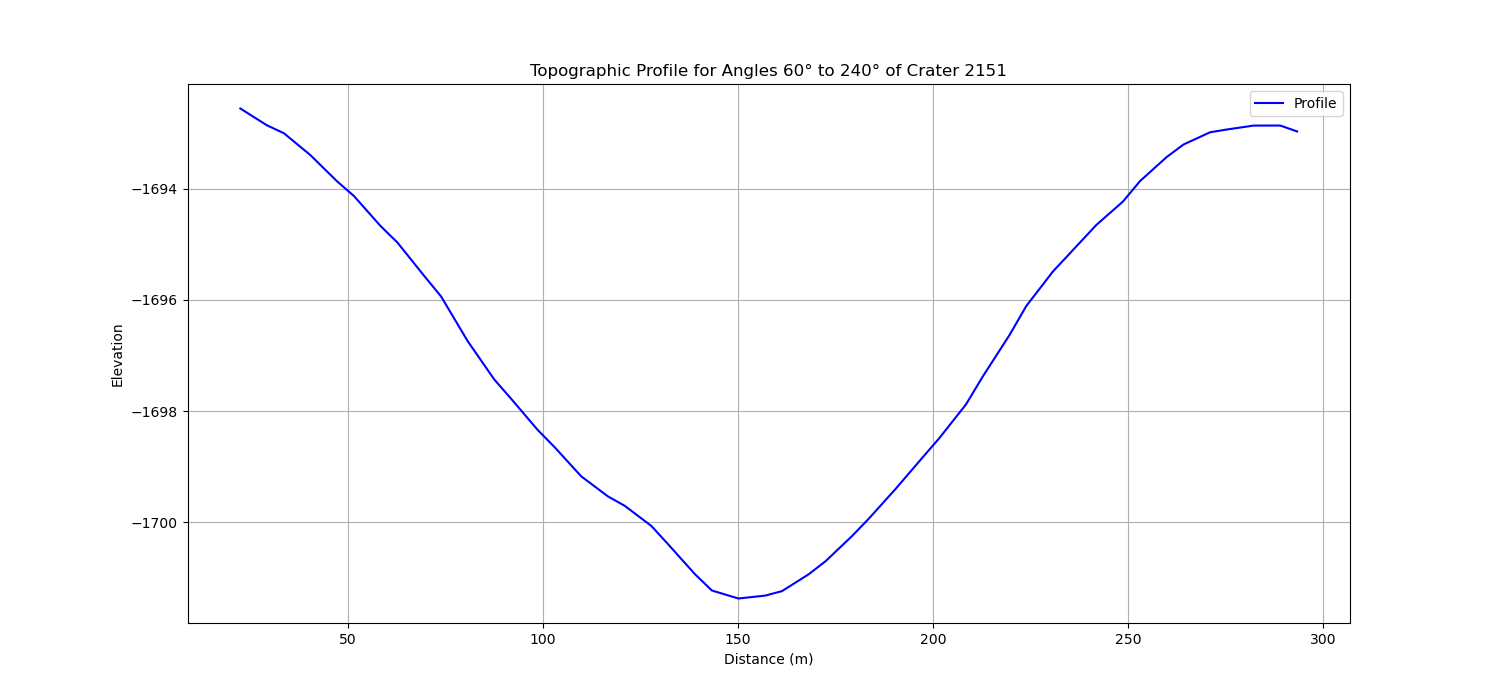 Topographic Profile for Angles 60° to 240° of Crater 2151
Profile
−1694
−1696
−1698
−1700
Elevation
50 100 150 200 250 300
Distance (m)